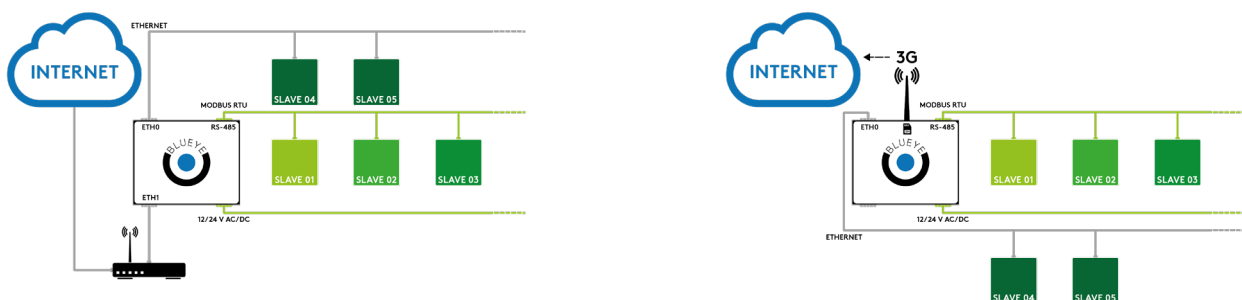 ETHERNET
INTERNET
SLAVE 04
SLAVE 05
MODBUS RTU
ETH0
RS-485
BLUEYE
ETH1
SLAVE 01
SLAVE 02
SLAVE 03
12/24 V AC/DC
3G
INTERNET
MODBUS RTU
ETH0
RS-485
BLUEYE
SLAVE 01
SLAVE 02
SLAVE 03
12/24 V AC/DC
ETHERNET
SLAVE 04
SLAVE 05